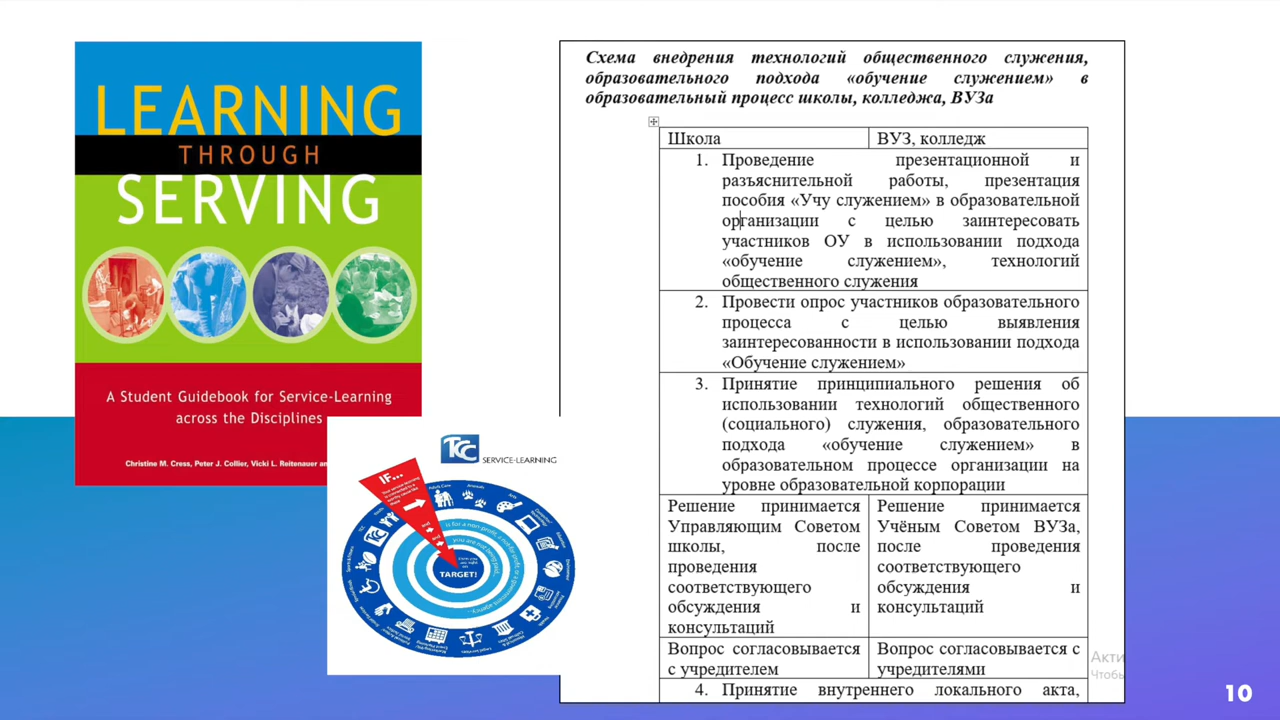 LEARNING
THROUGH
SERVING
A Student Guidebook for Service-Learning
across the Disciplines
Christine M. Cress, Peter J. Collier, Vicki L. Reitenauer
TCC
SERVICE-LEARNING
IF...
TARGET!
Схема внедрения технологий общественного служения,
образовательного подхода «обучение служением» в
образовательный процесс школы, колледжа, ВУЗа
Школа
ВУЗ, колледж
1. Проведение презентационной и
разъяснительной работы, презентация
пособия «Учу служением» в образовательной
организации с целью заинтересовать
участников ОУ в использовании подхода
«обучение служением», технологий
общественного служения
2. Провести опрос участников образовательного
процесса с целью выявления
заинтересованности в использовании подхода
«Обучение служением»
3. Принятие принципиального решения об
использовании технологий общественного
(социального) служения, образовательного
подхода «обучение служением» в
образовательном процессе организации на
уровне образовательной корпорации
Решение принимается
Управляющим Советом
школы, после
проведения
соответствующего
обсуждения и
консультаций
Решение принимается
Учёным Советом ВУЗа,
после проведения
соответствующего
обсуждения и
консультаций
Вопрос согласовывается
с учредителем
Вопрос согласовывается с
учредителями
4. Принятие внутреннего локального акта,
Акти
Чтобы
10